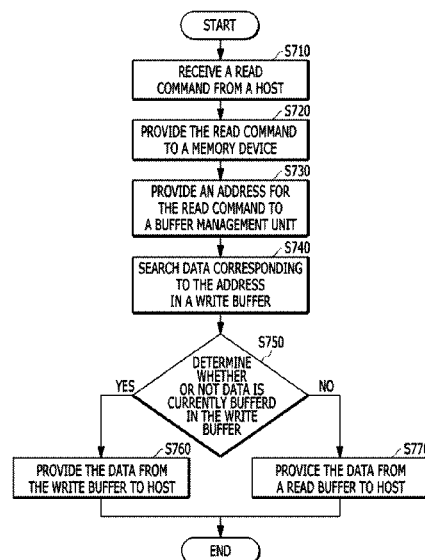 START
S710
RECEIVE A READ
COMMAND FROM A HOST
S720
PROVIDE THE READ COMMAND
TO A MEMORY DEVICE
S730
PROVIDE AN ADDRESS FOR
THE READ COMMAND TO
A BUFFER MANAGEMENT UNIT
S740
SEARCH DATA CORRESPONDING
TO THE ADDRESS
IN A WRITE BUFFER
S750
DETERMINE
WHETHER
OR NOT DATA IS
CURRENTLY BUFFERD
IN THE WRITE
BUFFER
YES
NO
S760
PROVIDE THE DATA FROM
THE WRITE BUFFER TO HOST
S770
PROVICE THE DATA FROM
A READ BUFFER TO HOST
END